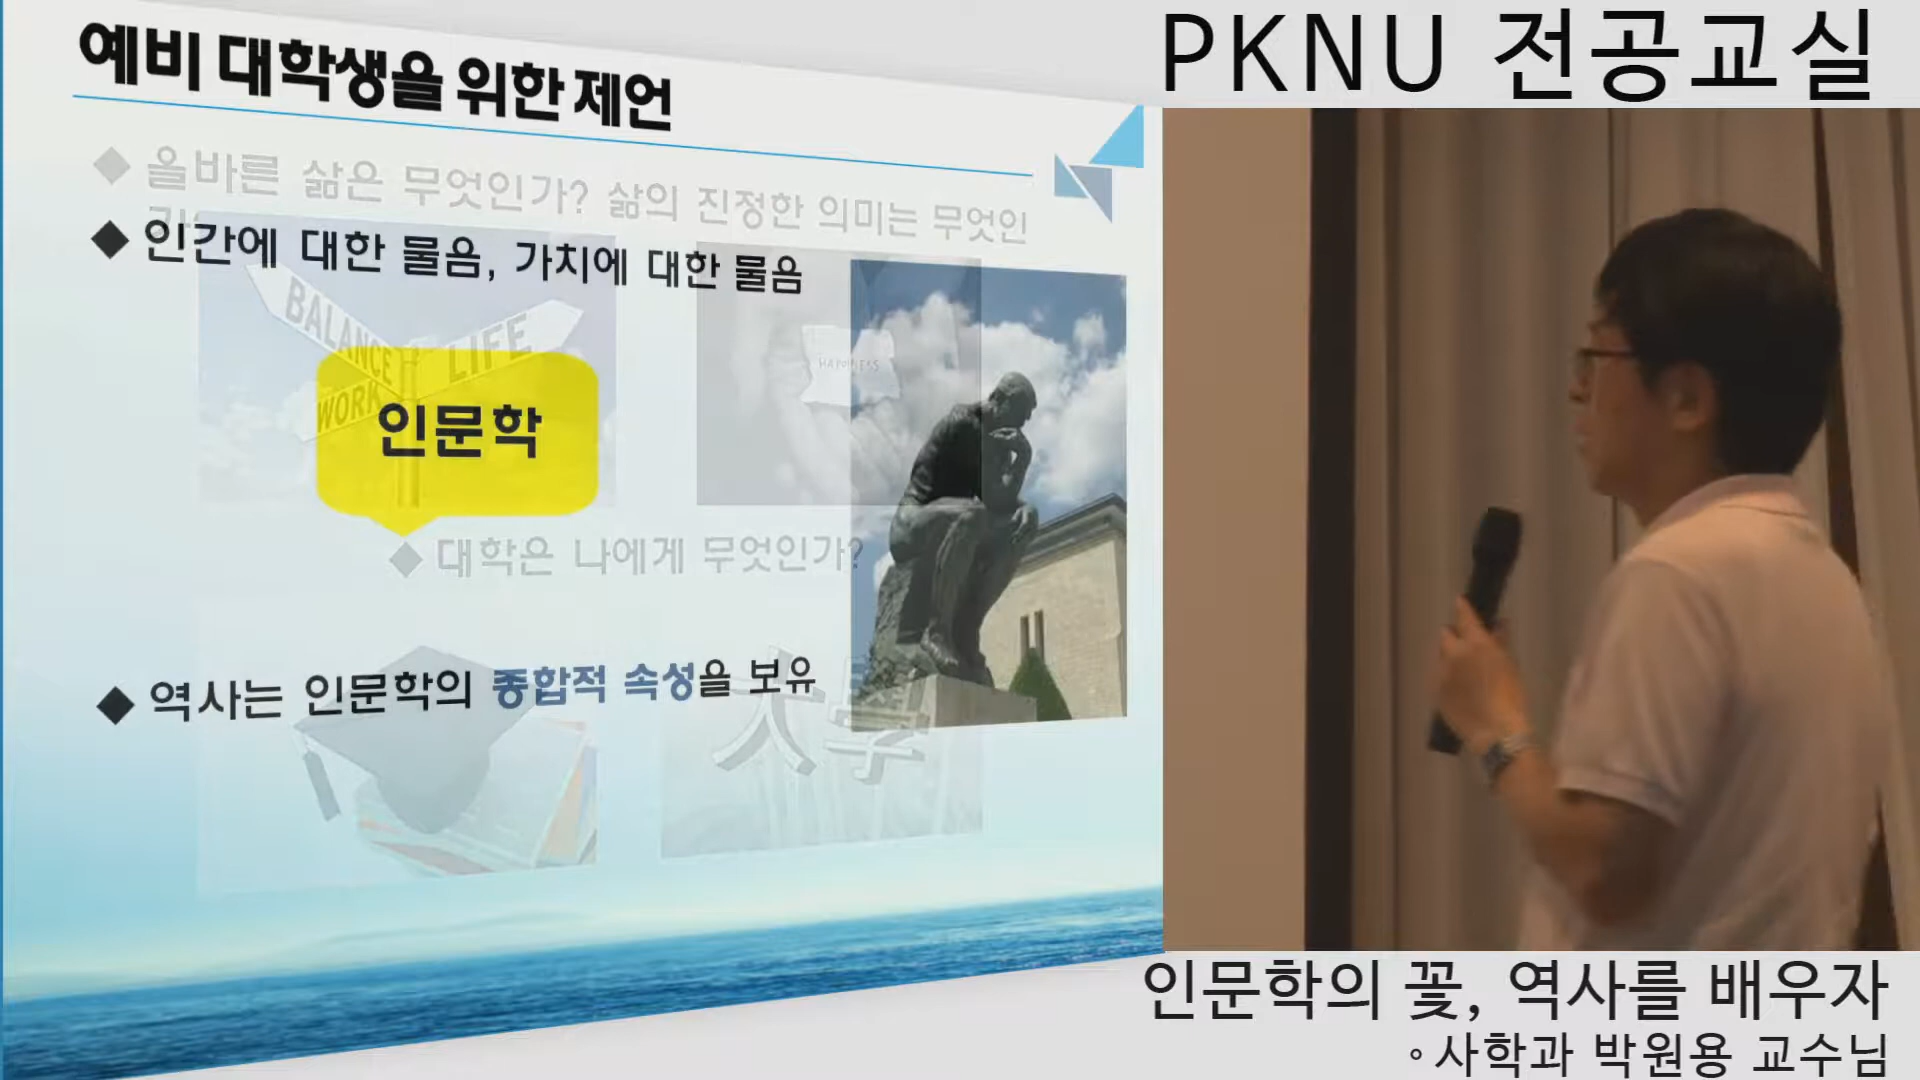 PKNU 전공교실
예비 대학생을 위한 제언
올바른 삶은 무엇인가? 삶의 진정한 의미는 무엇인
인간에 대한 물음, 가치에 대한 물음
BALANCE
LIFE
WORK
HAPPINESS
인문학
대학은 나에게 무엇인가?
역사는 인문학의 종합적 속성을 보유
大學
인문학의 꽃, 역사를 배우자
◦사학과 박원용 교수님